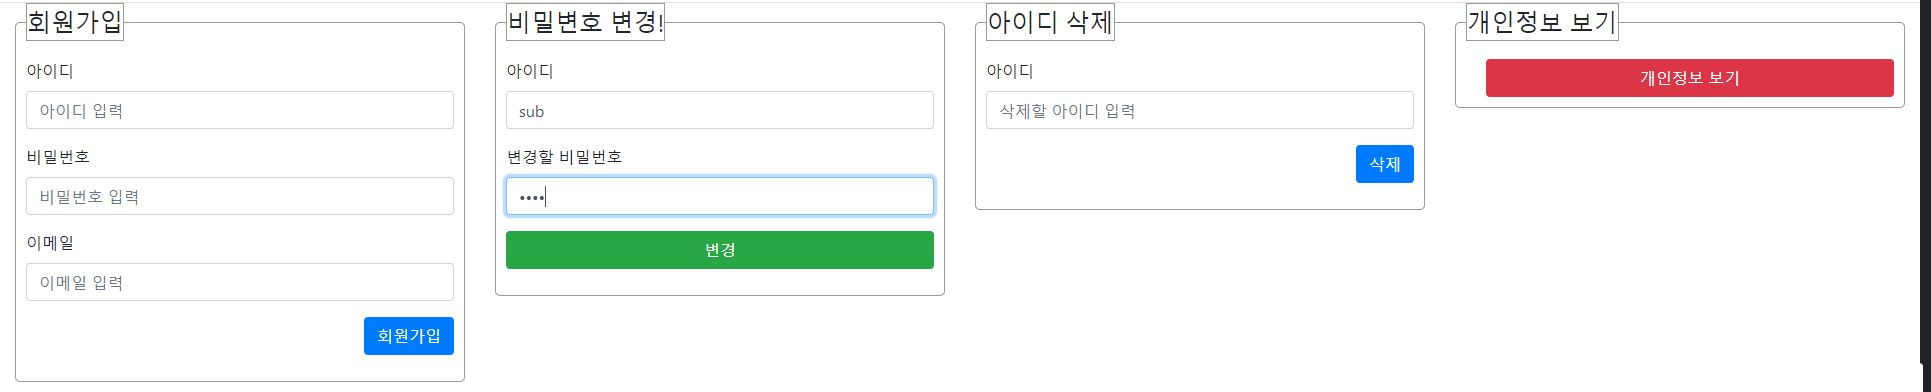 회원가입
아이디
아이디 입력
비밀번호
비밀번호 입력
이메일
이메일 입력
회원가입
비밀변호 변경!
아이디
sub
변경할 비밀번호
••••
변경
아이디 삭제
아이디
삭제할 아이디 입력
삭제
개인정보 보기
개인정보 보기